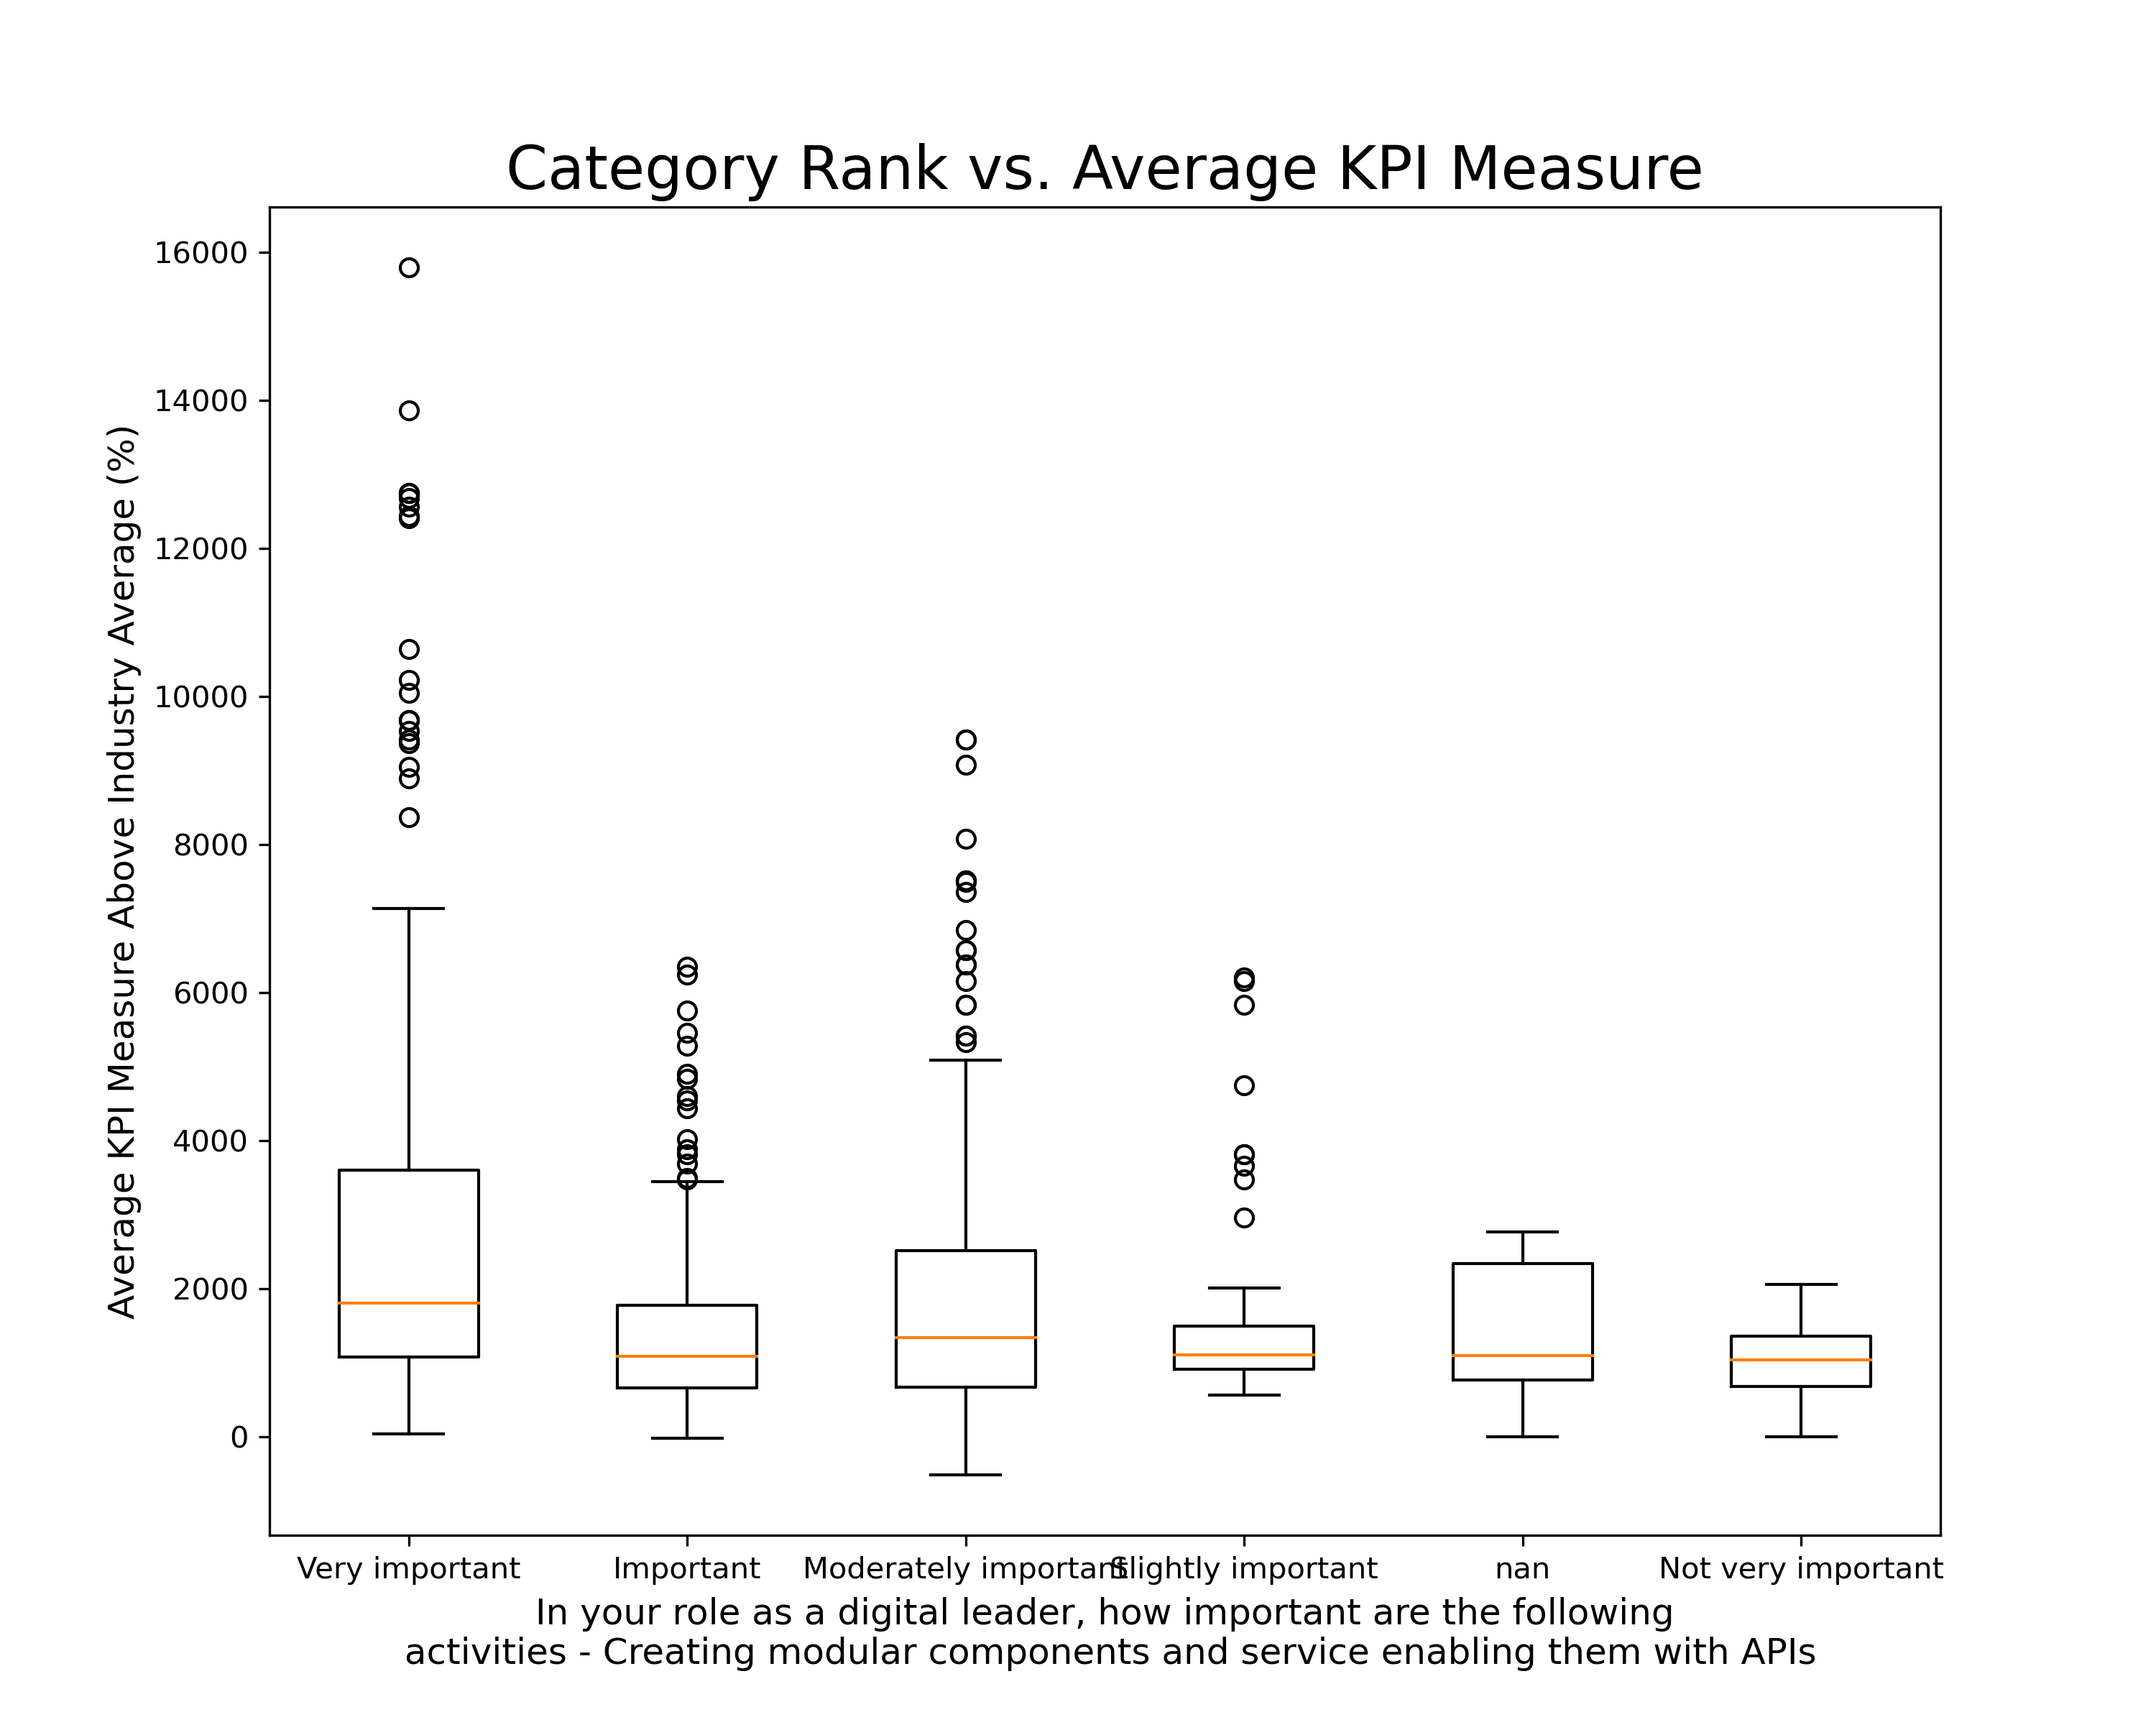 Category Rank vs. Average KPI Measure
Average KPI Measure Above Industry Average (%)
16000
14000
12000
10000
8000
6000
4000
2000
0
Very important
Important
Moderately important
Slightly important
nan
Not very important
In your role as a digital leader, how important are the following
activities - Creating modular components and service enabling them with APIs